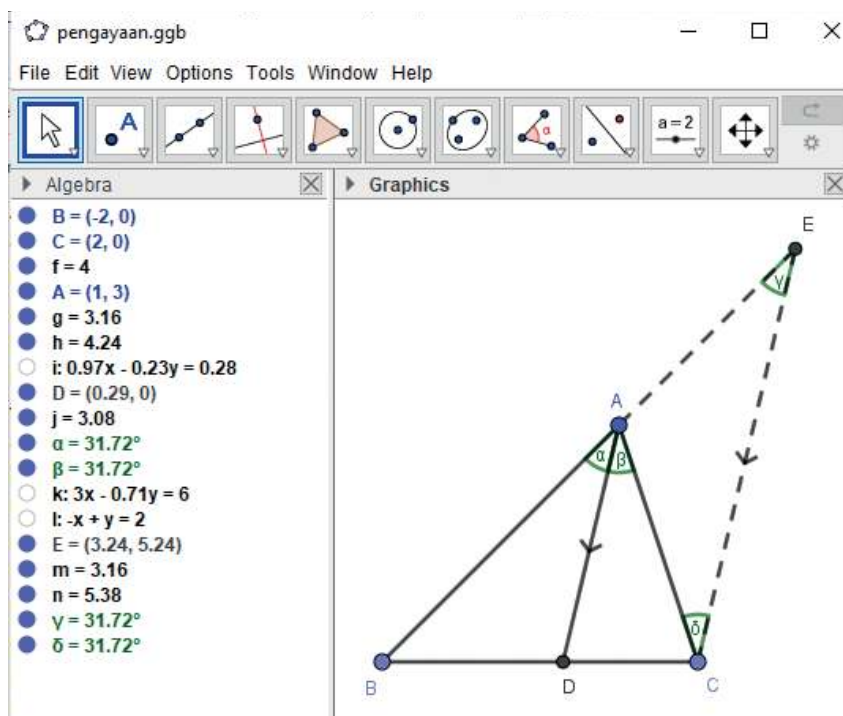 pengayaan.ggb
File Edit View Options Tools Window Help
A
α
a = 2
Algebra
Graphics
B = (-2, 0)
C = (2, 0)
f = 4
A = (1, 3)
g = 3.16
h = 4.24
i: 0.97x - 0.23y = 0.28
D = (0.29, 0)
j = 3.08
α = 31.72°
β = 31.72°
k: 3x - 0.71y = 6
l: -x + y = 2
E = (3.24, 5.24)
m = 3.16
n = 5.38
γ = 31.72°
δ = 31.72°
E
γ
A
α β
δ
B D C